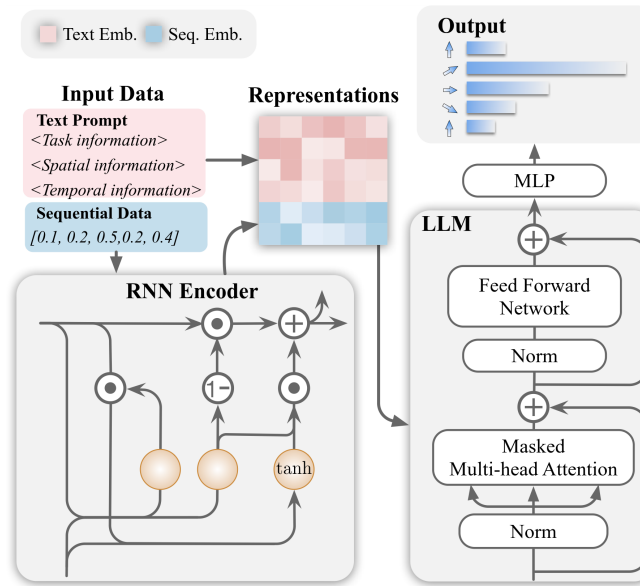 Text Emb.
Seq. Emb.
Output
Input Data
Text Prompt
<Task information>
<Spatial information>
<Temporal information>
Sequential Data
[0.1, 0.2, 0.5,0.2, 0.4]
Representations
MLP
LLM
Feed Forward
Network
Norm
Masked
Multi-head Attention
Norm
RNN Encoder
1-
tanh